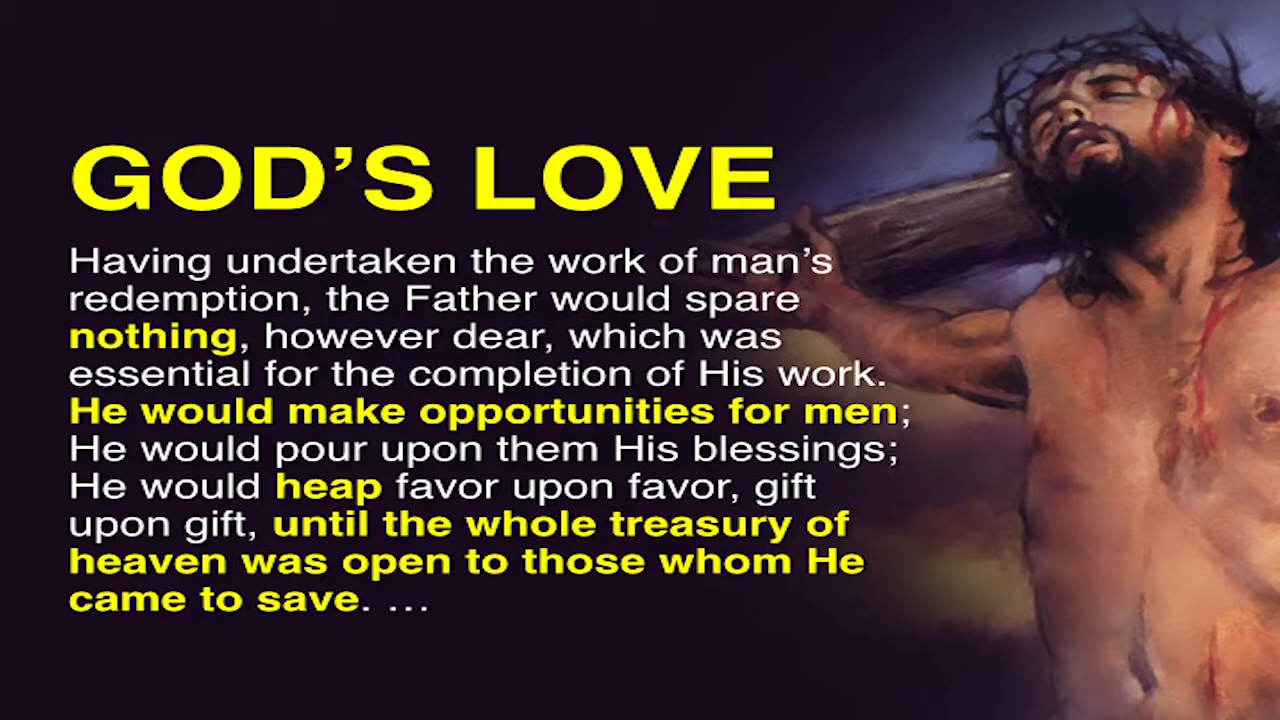 GOD’S LOVE
Having undertaken the work of man’s
redemption, the Father would spare
nothing, however dear, which was
essential for the completion of His work.
He would make opportunities for men;
He would pour upon them His blessings;
He would heap favor upon favor, gift
upon gift, until the whole treasury of
heaven was open to those whom He
came to save. …